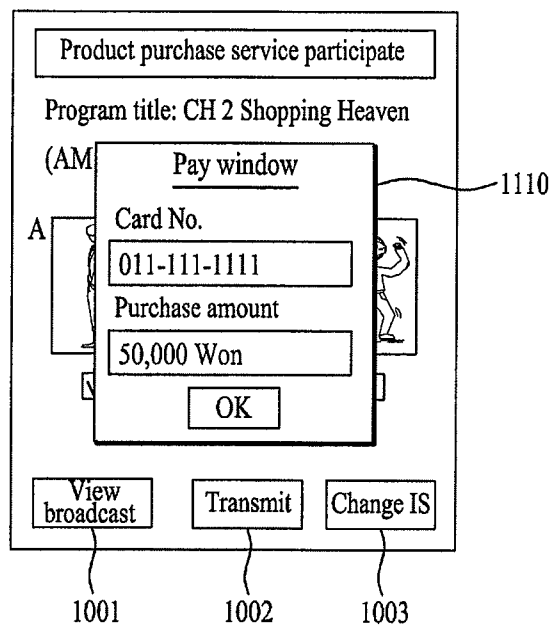 Product purchase service participate
Program title: CH 2 Shopping Heaven
(AM
Pay window
1110
A
Card No.
011-111-1111
Purchase amount
50,000 Won
OK
View
broadcast
Transmit
Change IS
1001
1002
1003